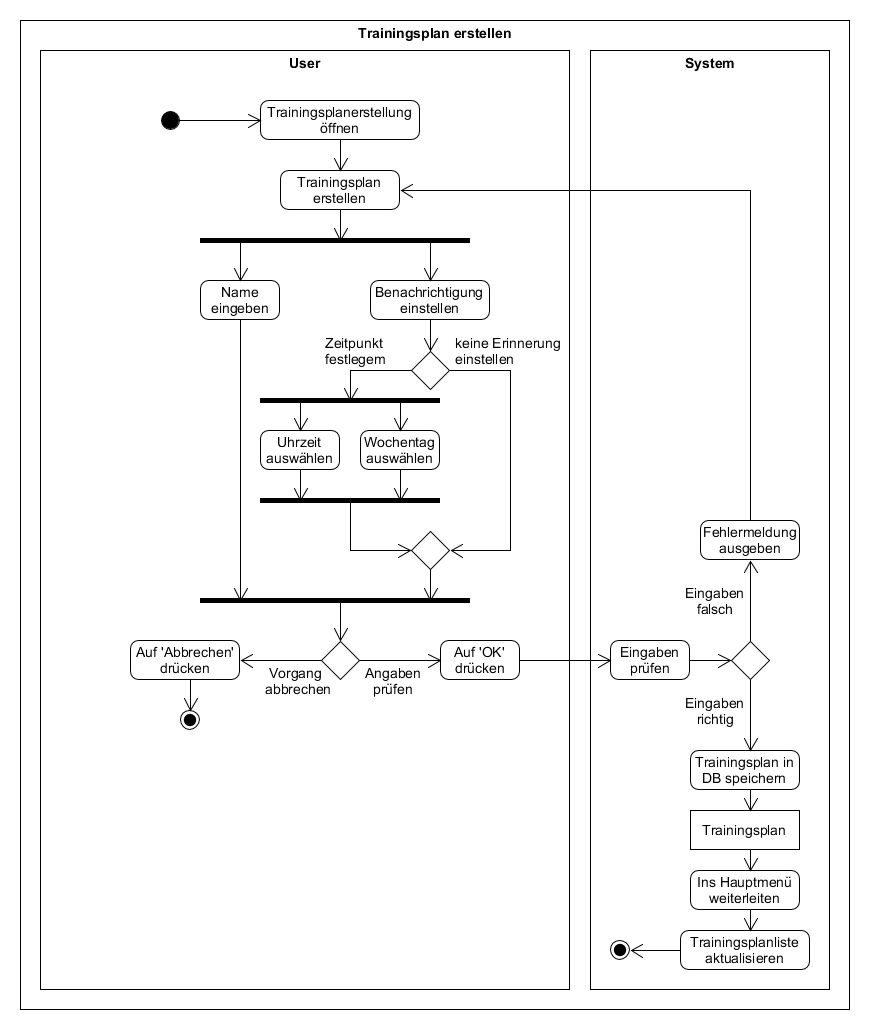 Trainingsplan erstellen
User
System
Trainingsplanerstellung
öffnen
Trainingsplan
erstellen
Name
eingeben
Benachrichtigung
einstellen
Zeitpunkt
festlegem
keine Erinnerung
einstellen
Uhrzeit
auswählen
Wochentag
auswählen
Fehlermeldung
ausgeben
Eingaben
falsch
Auf 'Abbrechen'
drücken
Vorgang
abbrechen
Angaben
prüfen
Auf 'OK'
drücken
Eingaben
prüfen
Eingaben
richtig
Trainingsplan in
DB speichern
Trainingsplan
Ins Hauptmenü
weiterleiten
Trainingsplanliste
aktualisieren